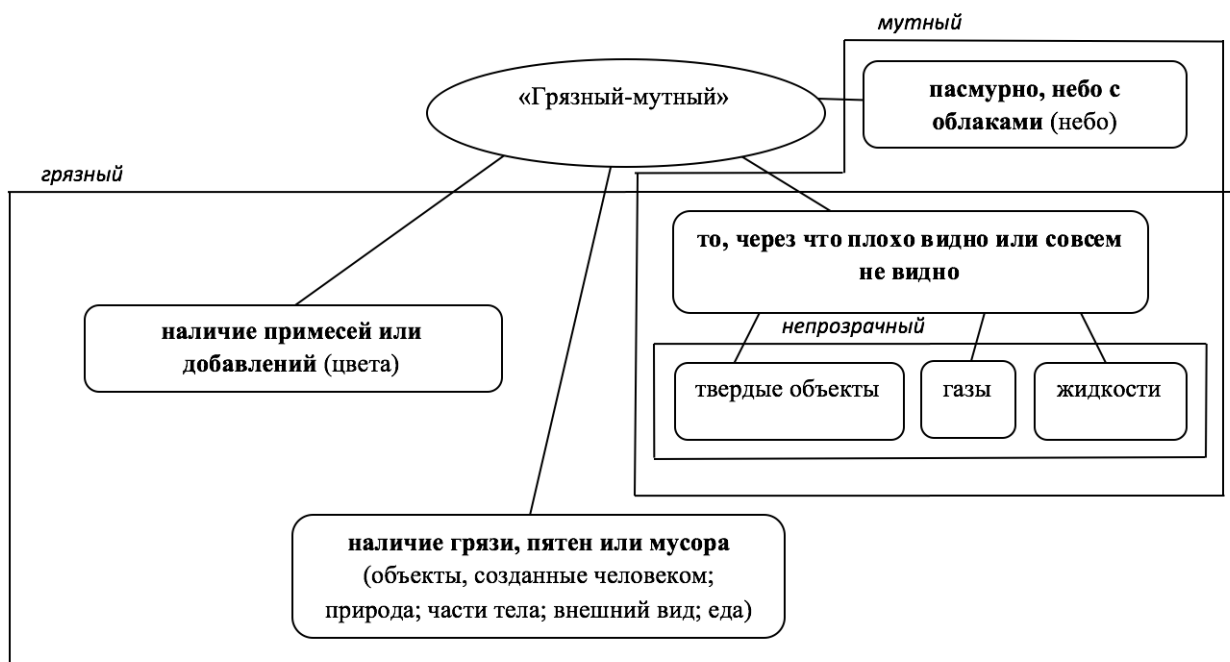 мутный
«Грязный-мутный»
пасмурно, небо с
облаками (небо)
грязный
то, через что плохо видно или совсем
не видно
наличие примесей или
добавлений (цвета)
непрозрачный
твердые объекты
газы
жидкости
наличие грязи, пятен или мусора
(объекты, созданные человеком;
природа; части тела; внешний вид; еда)